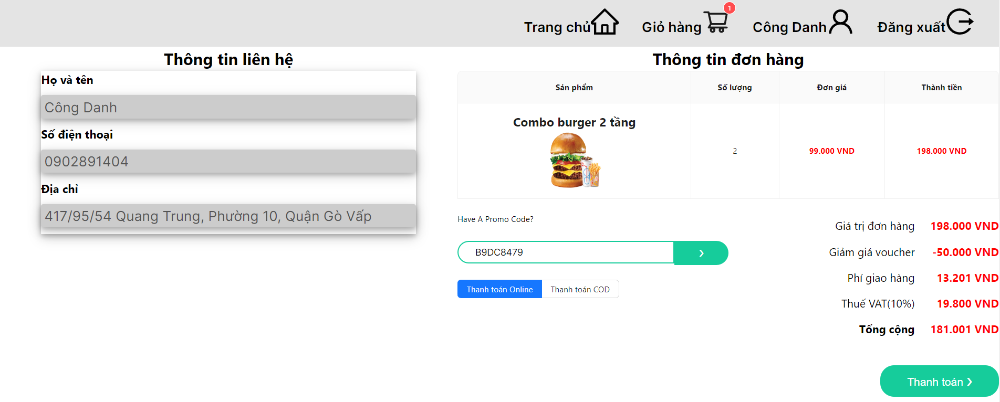 Trang chủ Giỏ hàng 1 Công Danh Đăng xuất
Thông tin liên hệ
Họ và tên
Công Danh
Số điện thoại
0902891404
Địa chỉ
417/95/54 Quang Trung, Phường 10, Quận Gò Vấp
Thông tin đơn hàng
Sản phẩm Số lượng Đơn giá Thành tiền
Combo burger 2 tầng
2 99.000 VND 198.000 VND
Have A Promo Code?
B9DC8479 ›
Thanh toán Online Thanh toán COD
Giá trị đơn hàng 198.000 VND
Giảm giá voucher -50.000 VND
Phí giao hàng 13.201 VND
Thuế VAT(10%) 19.800 VND
Tổng cộng 181.001 VND
Thanh toán ›